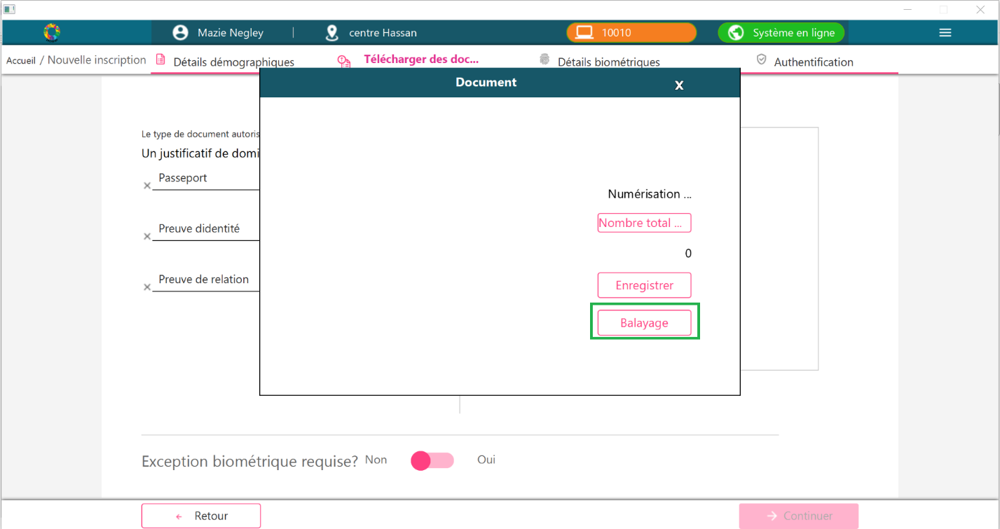 Mazie Negley | centre Hassan 10010 Système en ligne
Accueil / Nouvelle inscription Détails démographiques Télécharger des doc... Détails biométriques Authentification
Document X
Le type de document autoris
Un justificatif de domi
Passeport
Preuve didentité
Preuve de relation
Numérisation ...
Nombre total ...
0
Enregistrer
Balayage
Exception biométrique requise? Non Oui
Retour Continuer